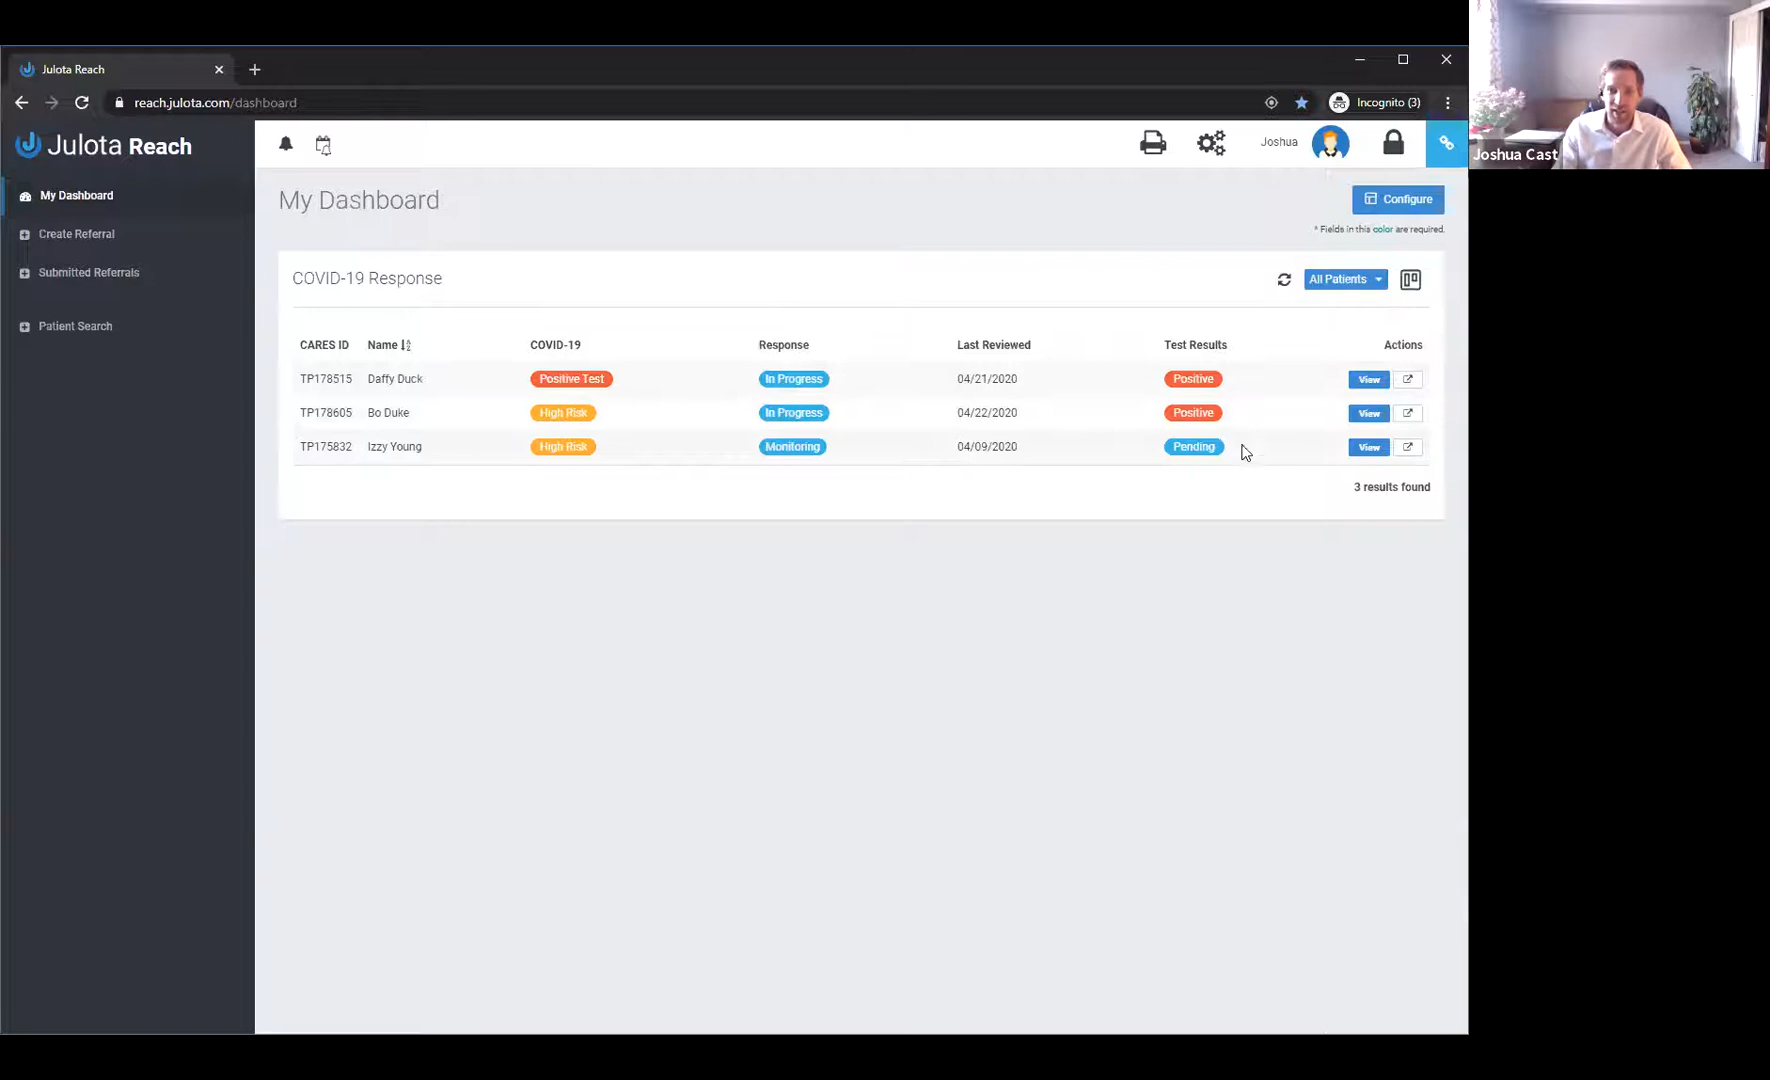 Julota Reach
reach.julota.com/dashboard
Incognito (3)
Joshua Cast
Julota Reach
Joshua
My Dashboard
Create Referral
Submitted Referrals
Patient Search
My Dashboard
Configure
* Fields in this color are required.
COVID-19 Response
All Patients
CARES ID Name COVID-19 Response Last Reviewed Test Results Actions
TP178515 Daffy Duck Positive Test In Progress 04/21/2020 Positive View
TP178605 Bo Duke High Risk In Progress 04/22/2020 Positive View
TP175832 Izzy Young High Risk Monitoring 04/09/2020 Pending View
3 results found